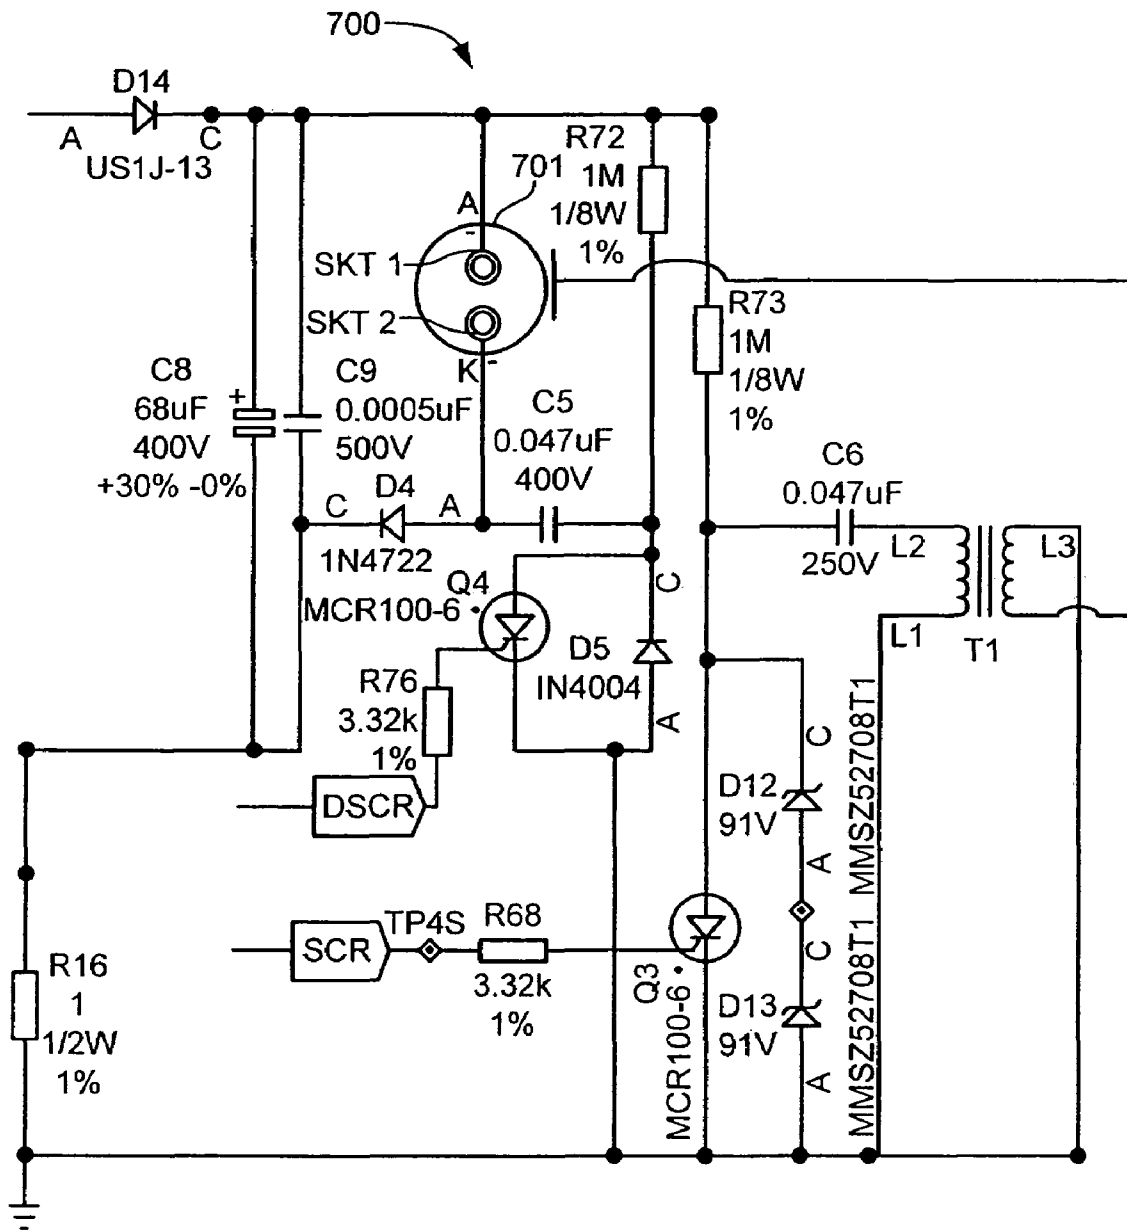 700
D14
A
C
US1J-13
R72
1M
1/8W
1%
701
A
-
SKT 1
SKT 2
K
-
R73
1M
1/8W
1%
C8
68uF
400V
+30% -0%
+
C9
0.0005uF
500V
C5
0.047uF
400V
C6
0.047uF
250V
C
D4
A
1N4722
L2
L3
L1
T1
Q4
MCR100-6
C
D5
IN4004
A
R76
3.32k
1%
DSCR
C
D12
91V
A
MMSZ52708T1
SCR
TP4S
R68
3.32k
1%
Q3
MCR100-6
C
D13
91V
A
MMSZ52708T1
R16
1
1/2W
1%